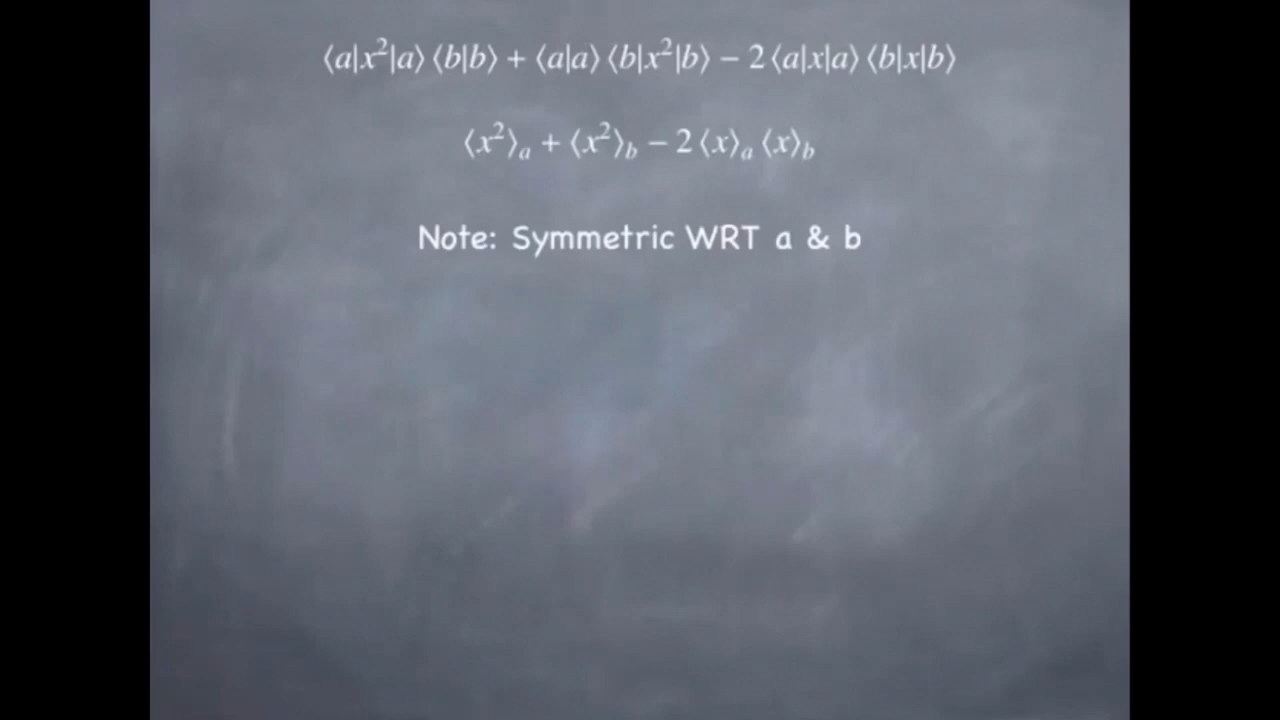 ⟨a|x²|a⟩ ⟨b|b⟩ + ⟨a|a⟩ ⟨b|x²|b⟩ − 2 ⟨a|x|a⟩ ⟨b|x|b⟩
⟨x²⟩ₐ + ⟨x²⟩_b − 2 ⟨x⟩ₐ ⟨x⟩_b
Note: Symmetric WRT a & b